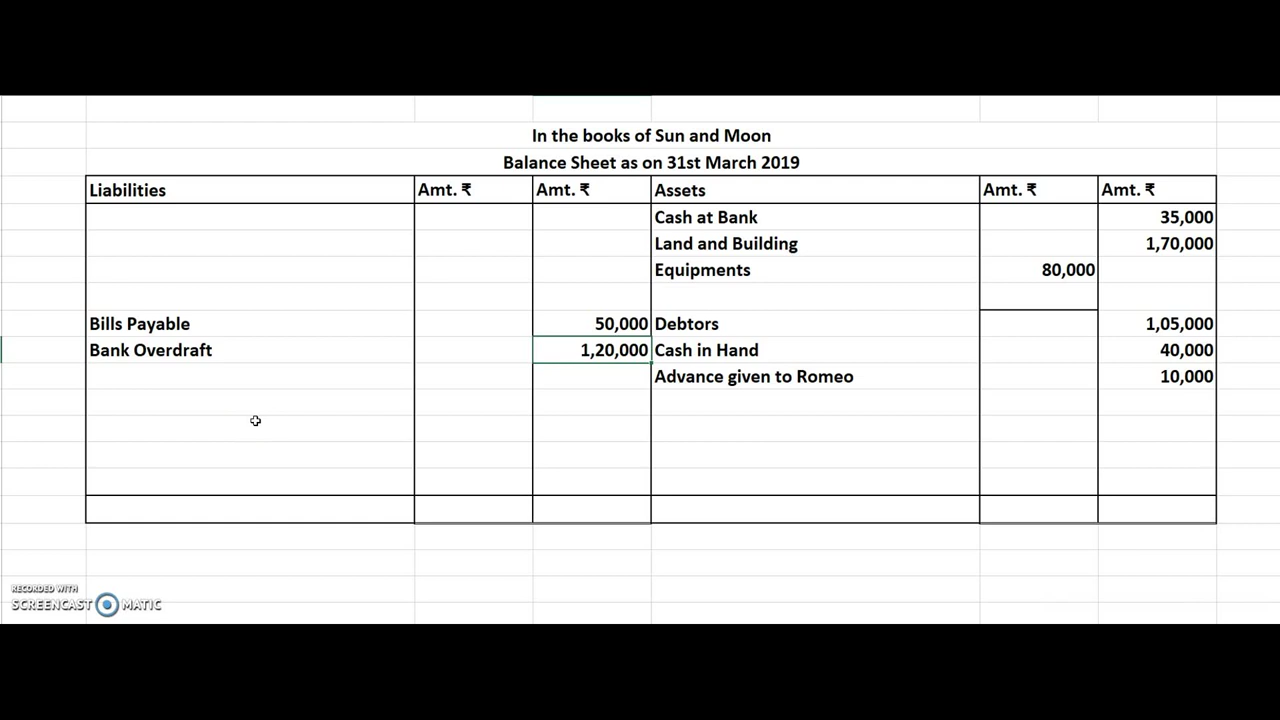 In the books of Sun and Moon
Balance Sheet as on 31st March 2019
Liabilities Amt. ₹ Amt. ₹ Assets Amt. ₹ Amt. ₹
Cash at Bank 35,000
Land and Building 1,70,000
Equipments 80,000
Bills Payable 50,000 Debtors 1,05,000
Bank Overdraft 1,20,000 Cash in Hand 40,000
Advance given to Romeo 10,000
RECORDED WITH
SCREENCAST MATIC